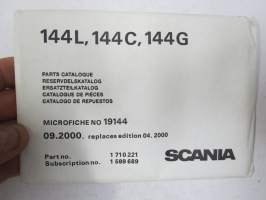 144L, 144C, 144G
PARTS CATALOGUE
RESERVDELSKATALOG
ERSATZTEILKATALOG
CATALOGUE DE PIÈCES
CATALOGO DE REPUESTOS
MICROFICHE NO 19144
09.2000. replaces edition 04. 2000
Part no. 1 710 221
Subscription no. 1 599 689
SCANIA